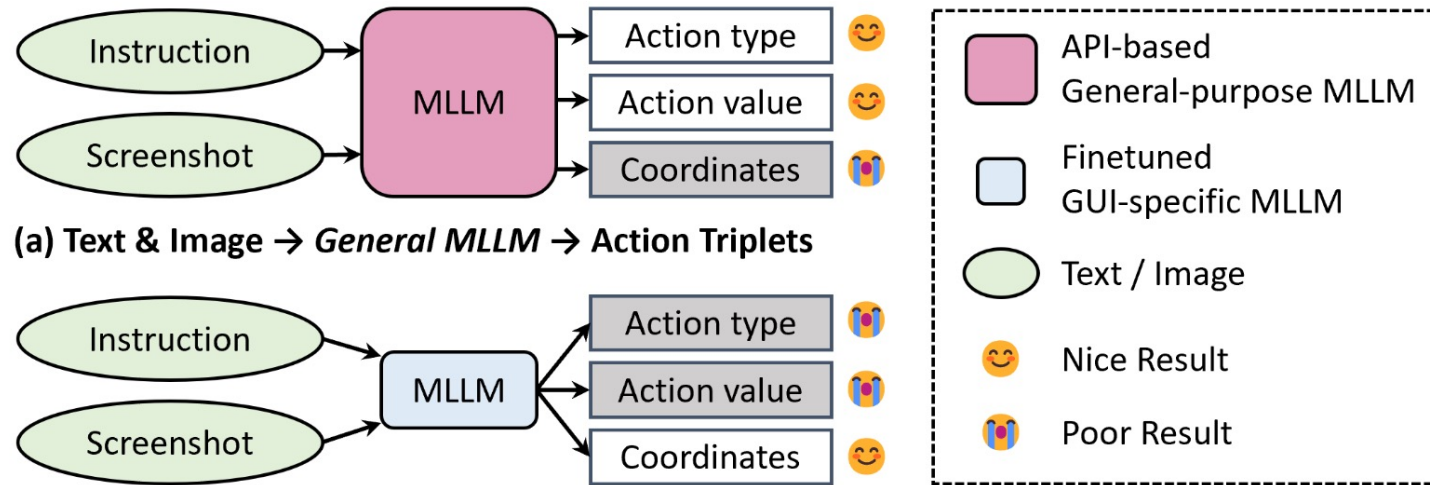 Instruction
Screenshot
MLLM
Action type
Action value
Coordinates
(a) Text & Image → General MLLM → Action Triplets
Instruction
Screenshot
MLLM
Action type
Action value
Coordinates
API-based
General-purpose MLLM
Finetuned
GUI-specific MLLM
Text / Image
Nice Result
Poor Result